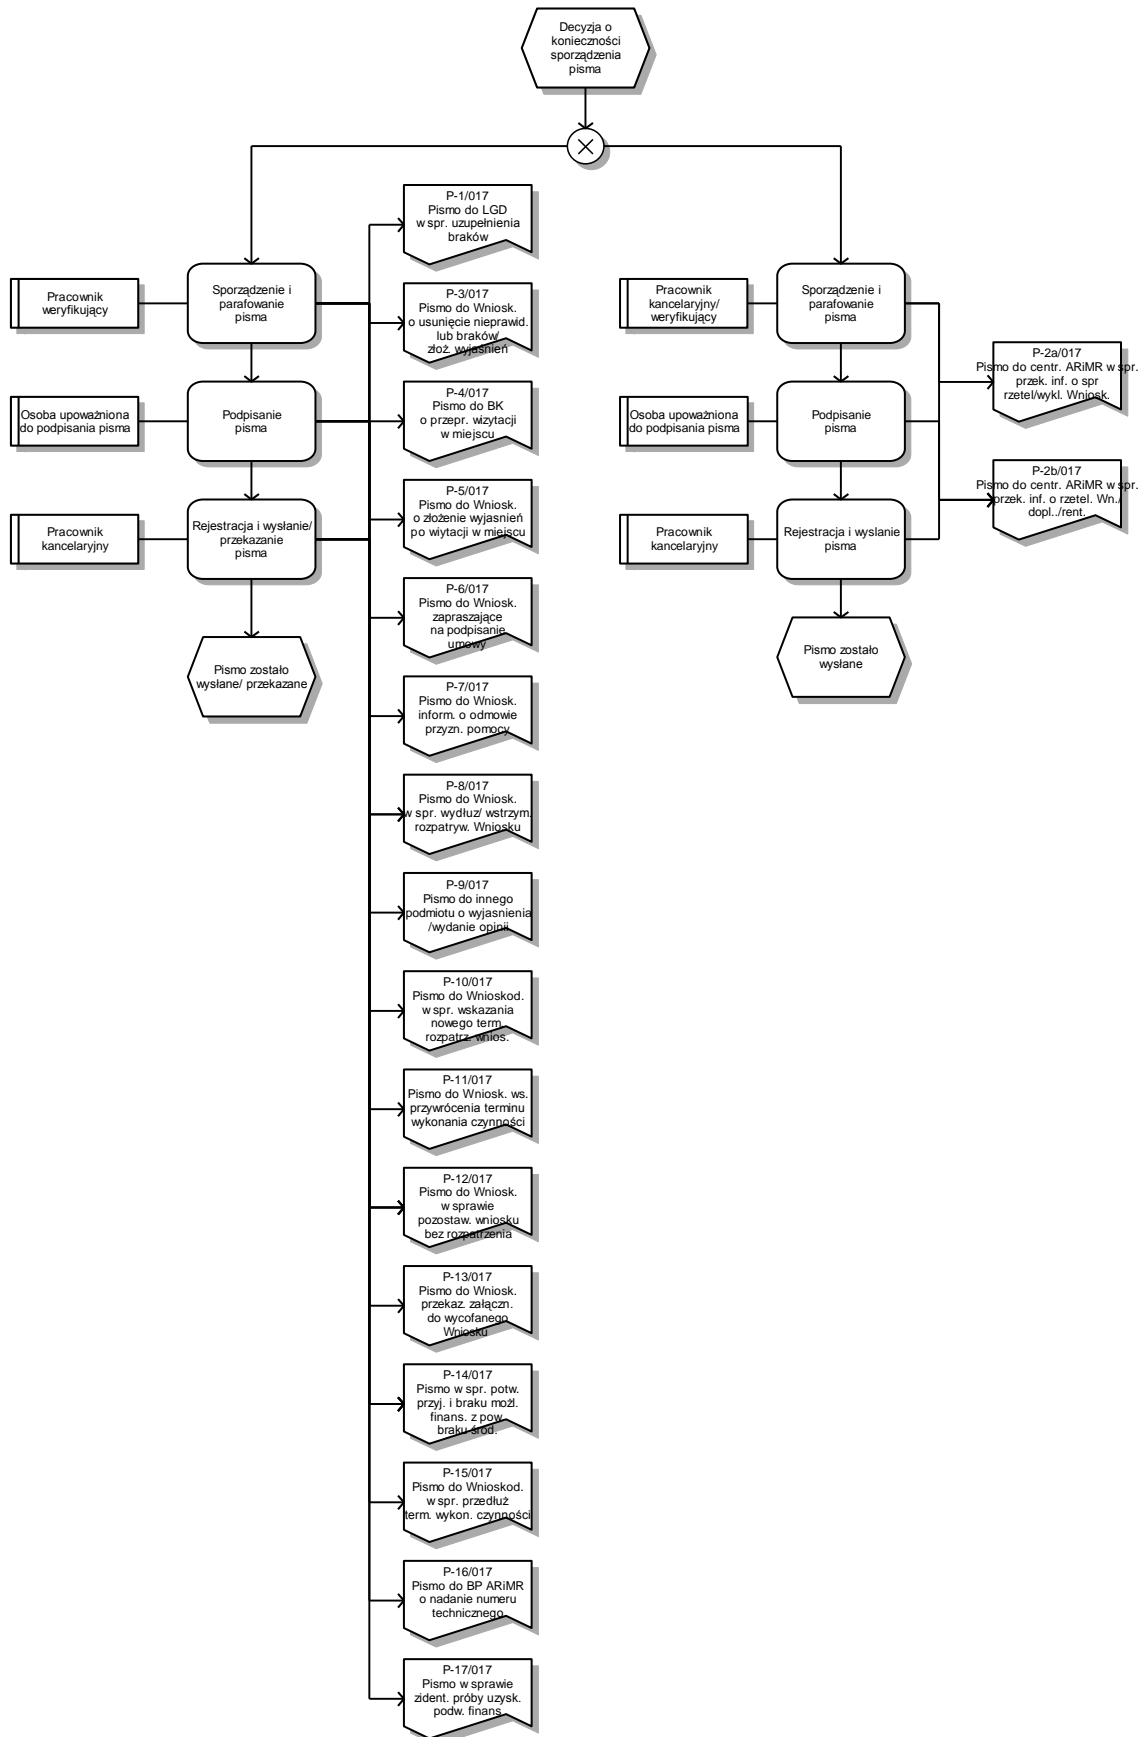 Decyzja o
konieczności
sporządzenia
pisma
Pracownik
weryfikujący
Sporządzenie i
parafowanie
pisma
Osoba upoważniona
do podpisania pisma
Podpisanie
pisma
Pracownik
kancelaryjny
Rejestracja i wysłanie/
przekazanie
pisma
Pismo zostało
wysłane/ przekazane
P-1/017
Pismo do LGD
w spr. uzupełnienia
braków
P-3/017
Pismo do Wniosk.
o usunięcie nieprawid.
lub braków/
złoż. wyjaśnień
P-4/017
Pismo do BK
o przepr. wizytacji
w miejscu
P-5/017
Pismo do Wniosk.
o złożenie wyjasnień
po wiytacji w miejscu
P-6/017
Pismo do Wniosk.
zapraszające
na podpisanie
umowy
P-7/017
Pismo do Wniosk.
inform. o odmowie
przyzn. pomocy
P-8/017
Pismo do Wniosk.
w spr. wydłuz/ wstrzym.
rozpatryw. Wniosku
P-9/017
Pismo do innego
podmiotu o wyjasnienia
/wydanie opinii
P-10/017
Pismo do Wnioskod.
w spr. wskazania
nowego term.
rozpatrz. wnios.
P-11/017
Pismo do Wniosk. ws.
przywrócenia terminu
wykonania czynności
P-12/017
Pismo do Wniosk.
w sprawie
pozostaw. wniosku
bez rozpatrzenia
P-13/017
Pismo do Wniosk.
przekaz. załączn.
do wycofanego
Wniosku
P-14/017
Pismo w spr. potw.
przyj. i braku możl.
finans. z pow.
braku środ.
P-15/017
Pismo do Wnioskod.
w spr. przedłuż
term. wykon. czynności
P-16/017
Pismo do BP ARiMR
o nadanie numeru
technicznego
P-17/017
Pismo w sprawie
zident. próby uzysk.
podw. finans
Pracownik
kancelaryjny/
weryfikujący
Sporządzenie i
parafowanie
pisma
Osoba upoważniona
do podpisania pisma
Podpisanie
pisma
Pracownik
kancelaryjny
Rejestracja i wyslanie
pisma
Pismo zostało
wysłane
P-2a/017
Pismo do centr. ARiMR w spr.
przek. inf. o spr
rzetel/wykl. Wniosk.
P-2b/017
Pismo do centr. ARiMR w spr.
przek. inf. o rzetel. Wn./
dopl../rent.